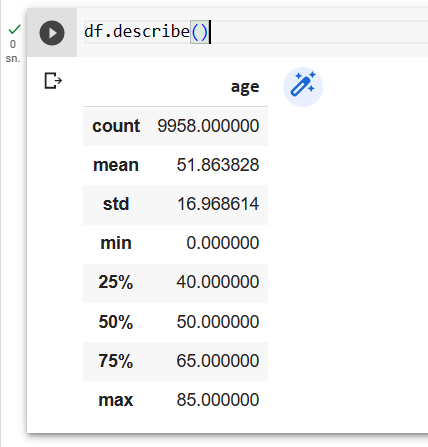 df.describe()
0
sn.
age
count 9958.000000
mean 51.863828
std 16.968614
min 0.000000
25% 40.000000
50% 50.000000
75% 65.000000
max 85.000000